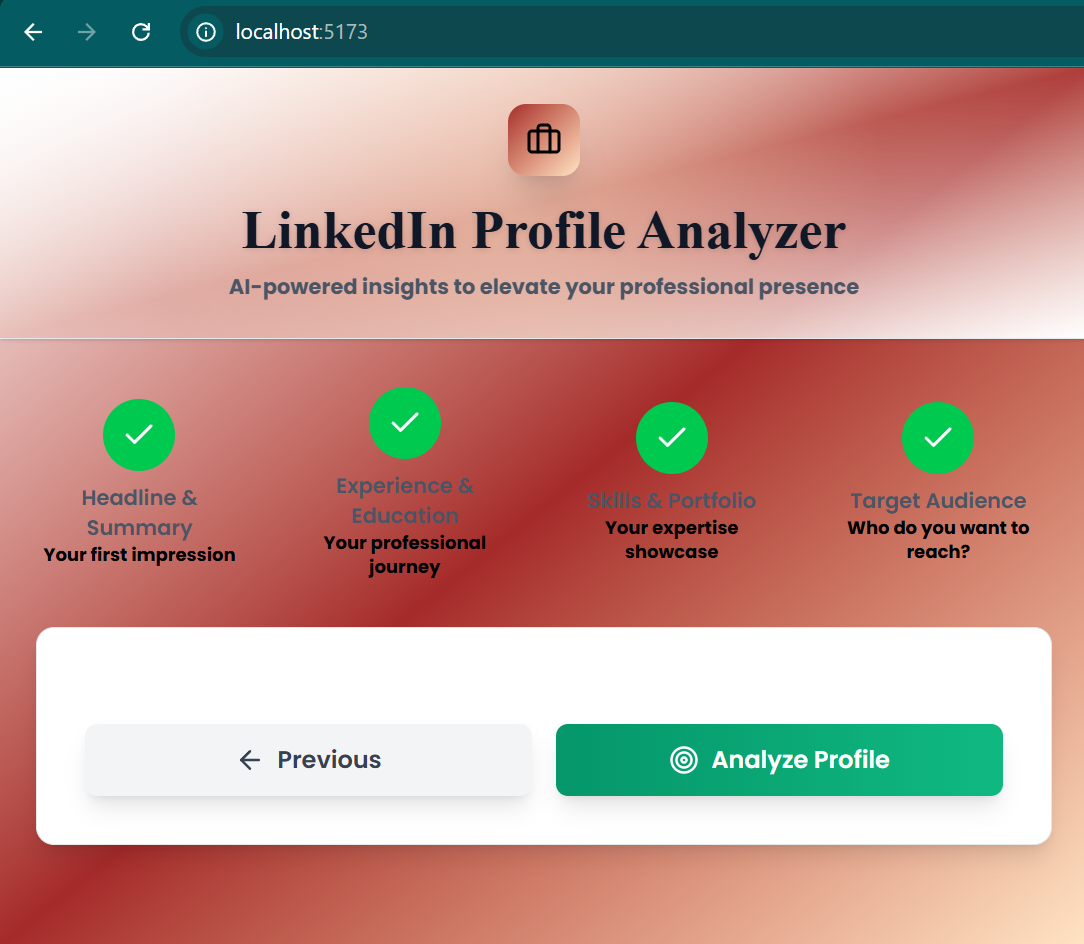 localhost:5173
LinkedIn Profile Analyzer
AI-powered insights to elevate your professional presence
Headline &
Summary
Your first impression
Experience &
Education
Your professional
journey
Skills & Portfolio
Your expertise
showcase
Target Audience
Who do you want to
reach?
Previous
Analyze Profile